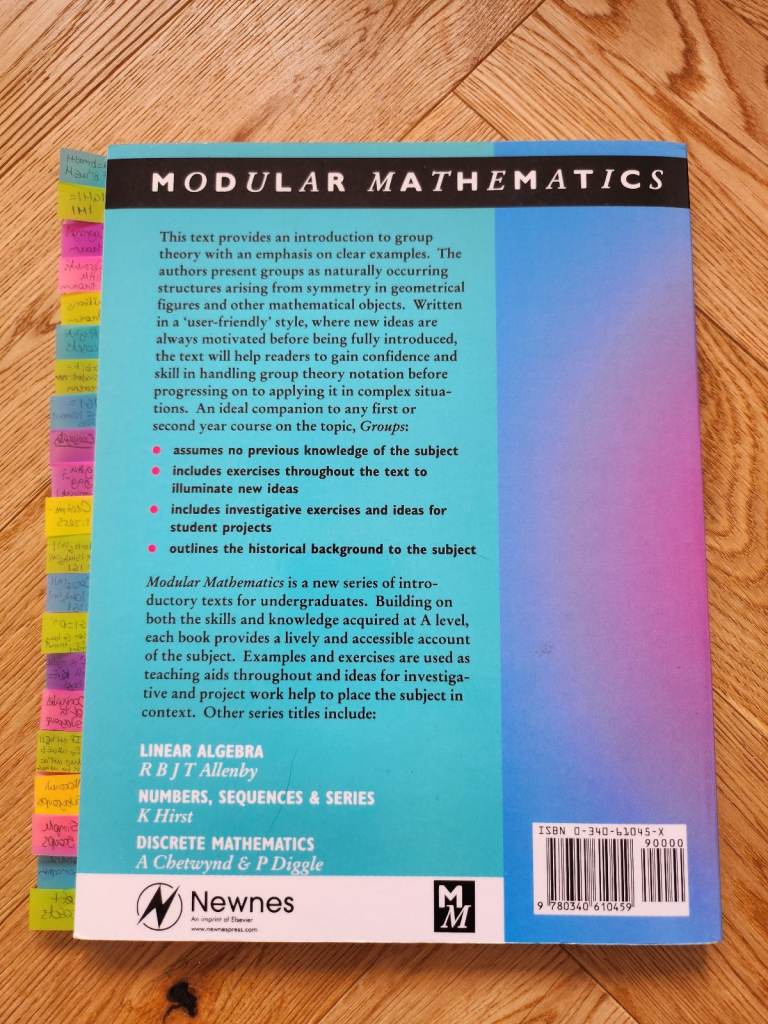 MODULAR MATHEMATICS
This text provides an introduction to group
theory with an emphasis on clear examples. The
authors present groups as naturally occurring
structures arising from symmetry in geometrical
figures and other mathematical objects. Written
in a ‘user-friendly’ style, where new ideas are
always motivated before being fully introduced,
the text will help readers to gain confidence and
skill in handling group theory notation before
progressing on to applying it in complex situa-
tions. An ideal companion to any first or
second year course on the topic, Groups:
• assumes no previous knowledge of the subject
• includes exercises throughout the text to
illuminate new ideas
• includes investigative exercises and ideas for
student projects
• outlines the historical background to the subject
Modular Mathematics is a new series of intro-
ductory texts for undergraduates. Building on
both the skills and knowledge acquired at A level,
each book provides a lively and accessible account
of the subject. Examples and exercises are used as
teaching aids throughout and ideas for investiga-
tive and project work help to place the subject in
context. Other series titles include:
LINEAR ALGEBRA
R B J T Allenby
NUMBERS, SEQUENCES & SERIES
K Hirst
DISCRETE MATHEMATICS
A Chetwynd & P Diggle
Newnes
An imprint of Elsevier
www.newnespress.com
M
M
ISBN 0-340-61045-X
90000
9 780340 610459